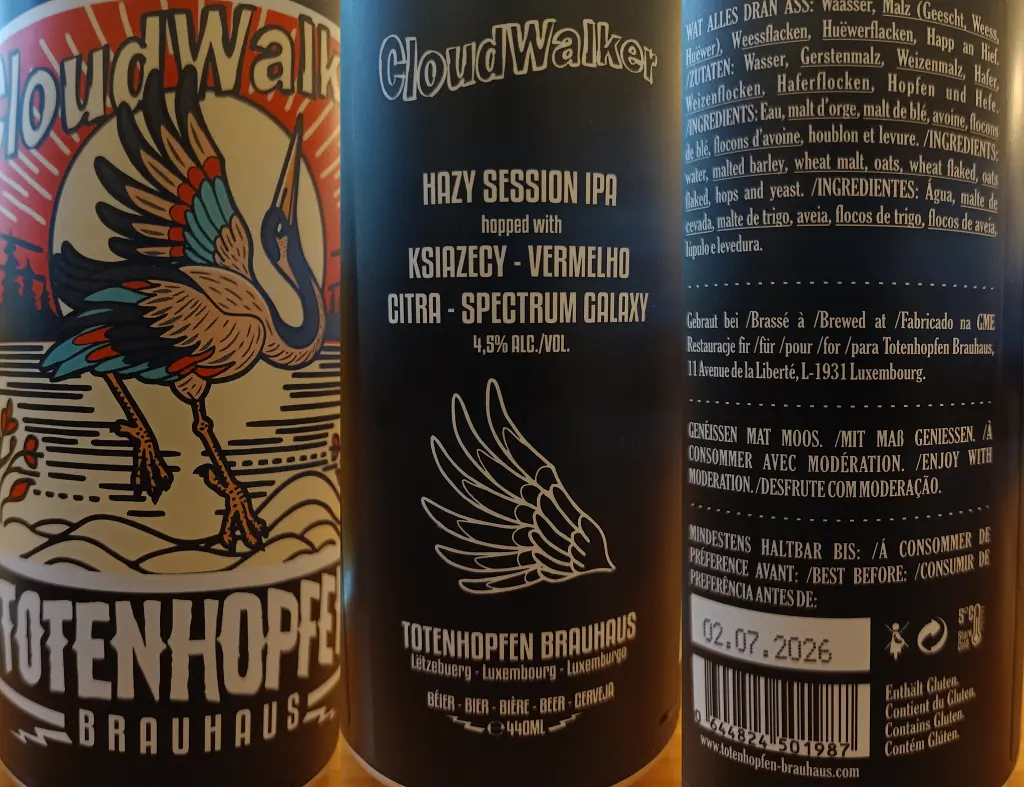 CloudWalk
TOTENHOPFE
BRAUHAUS
CloudWalker
HAZY SESSION IPA
hopped with
KSIAZECY - VERMELHO
CITRA - SPECTRUM GALAXY
4,5% ALC./VOL.
TOTENHOPFEN BRAUHAUS
Lëtzebuerg - Luxembourg - Luxemburgo
BÉIER - BIER - BIÈRE - BEER - CERVEJA
℮440ML
WAT ALLES DRAN ASS: Waasser, Malz (Geescht, Weess,
Huëwer), Weessflacken, Huëwerflacken, Happ an Hief.
/ZUTATEN: Wasser, Gerstenmalz, Weizenmalz, Hafer,
Weizenflocken, Haferflocken, Hopfen und Hefe.
/INGREDIENTS: Eau, malt d'orge, malt de blé, avoine, flocons
de blé, flocons d'avoine, houblon et levure. /INGREDIENTS:
water, malted barley, wheat malt, oats, wheat flaked, oats
flaked, hops and yeast. /INGREDIENTES: Água, malte de
cevada, malte de trigo, aveia, flocos de trigo, flocos de aveia,
lúpulo e levedura.
Gebraut bei /Brassé à /Brewed at /Fabricado na GME
Restauracje fir /für /pour /for /para Totenhopfen Brauhaus,
11 Avenue de la Liberté, L-1931 Luxembourg.
GENÉISSEN MAT MOOS. /MIT MAß GENIESSEN. /À
CONSOMMER AVEC MODÉRATION. /ENJOY WITH
MODERATION. /DESFRUTE COM MODERAÇÃO.
MINDESTENS HALTBAR BIS: /Á CONSOMMER DE
PRÉFERENCE AVANT: /BEST BEFORE: /CONSUMIR DE
PREFERÊNCIA ANTES DE:
02.07.2026
5°C
0 644824 501987
Enthält Gluten.
Contient du Gluten.
Contains Gluten.
Contém Glúten.
www.totenhopfen-brauhaus.com